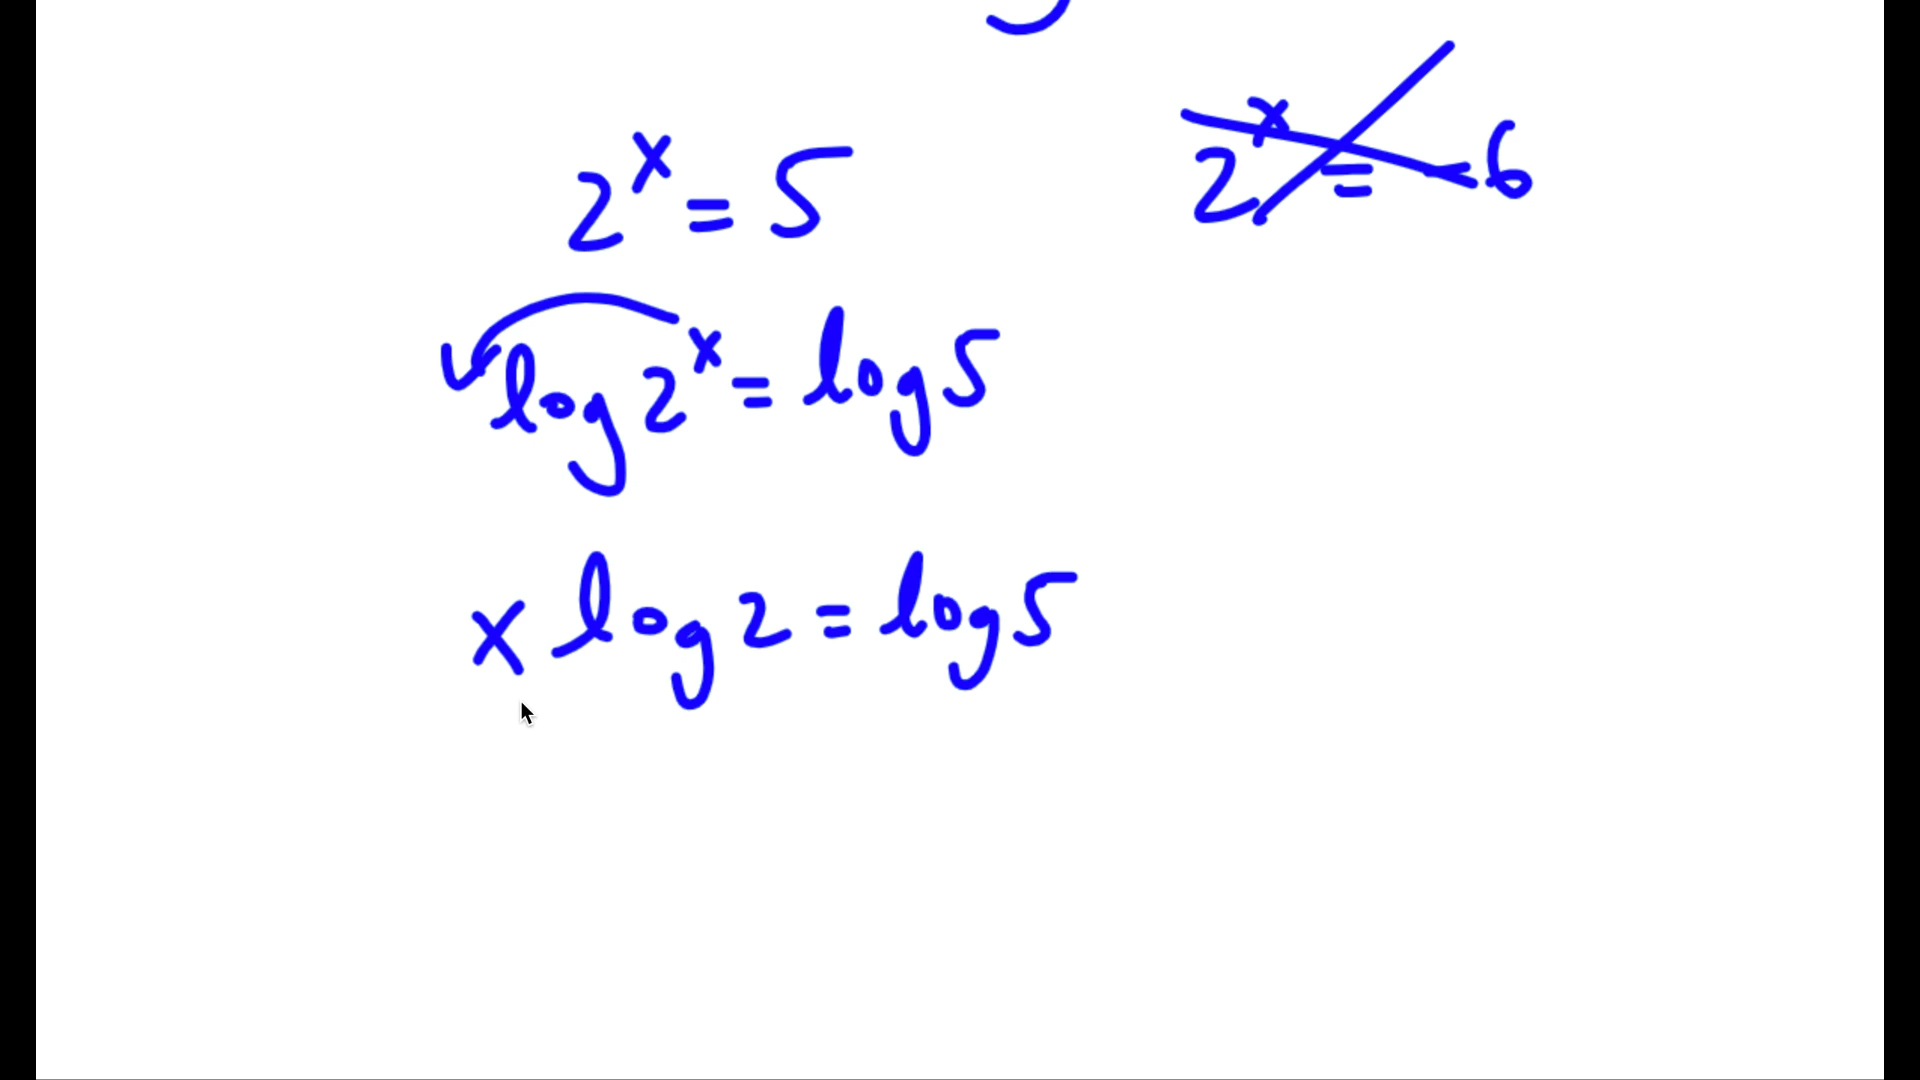 2^x = 5
2^x = -6
log 2^x = log 5
x log 2 = log 5